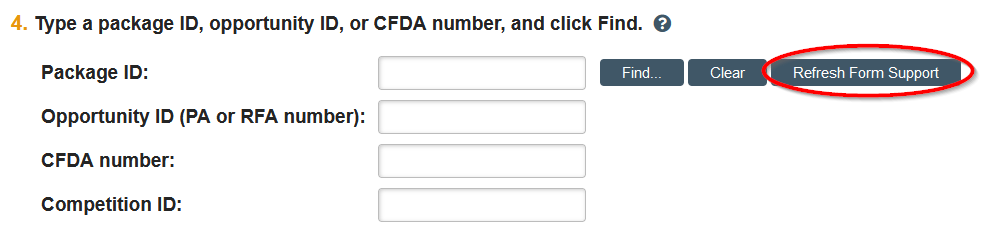 4. Type a package ID, opportunity ID, or CFDA number, and click Find. ?
Package ID: Find... Clear Refresh Form Support
Opportunity ID (PA or RFA number):
CFDA number:
Competition ID: